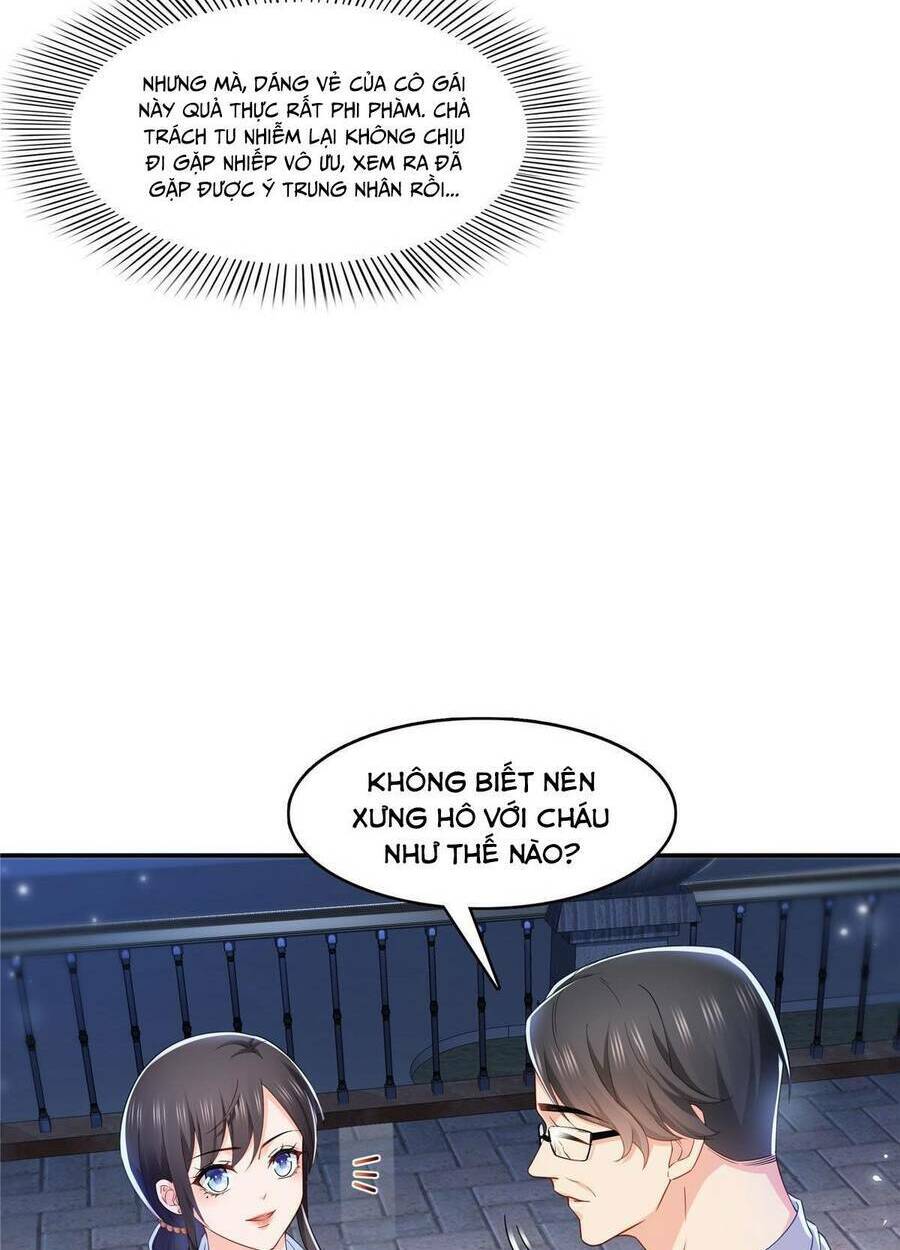 NHƯNG MÀ, DÁNG VẺ CỦA CÔ GÁI
NÀY QUẢ THỰC RẤT PHI PHÀM. CHẢ
TRÁCH TU NHIỄM LẠI KHÔNG CHỊU
ĐI GẶP NHIẾP VÔ ƯU, XEM RA ĐÃ
GẶP ĐƯỢC Ý TRUNG NHÂN RỒI...
KHÔNG BIẾT NÊN
XƯNG HÔ VỚI CHÁU
NHƯ THẾ NÀO?